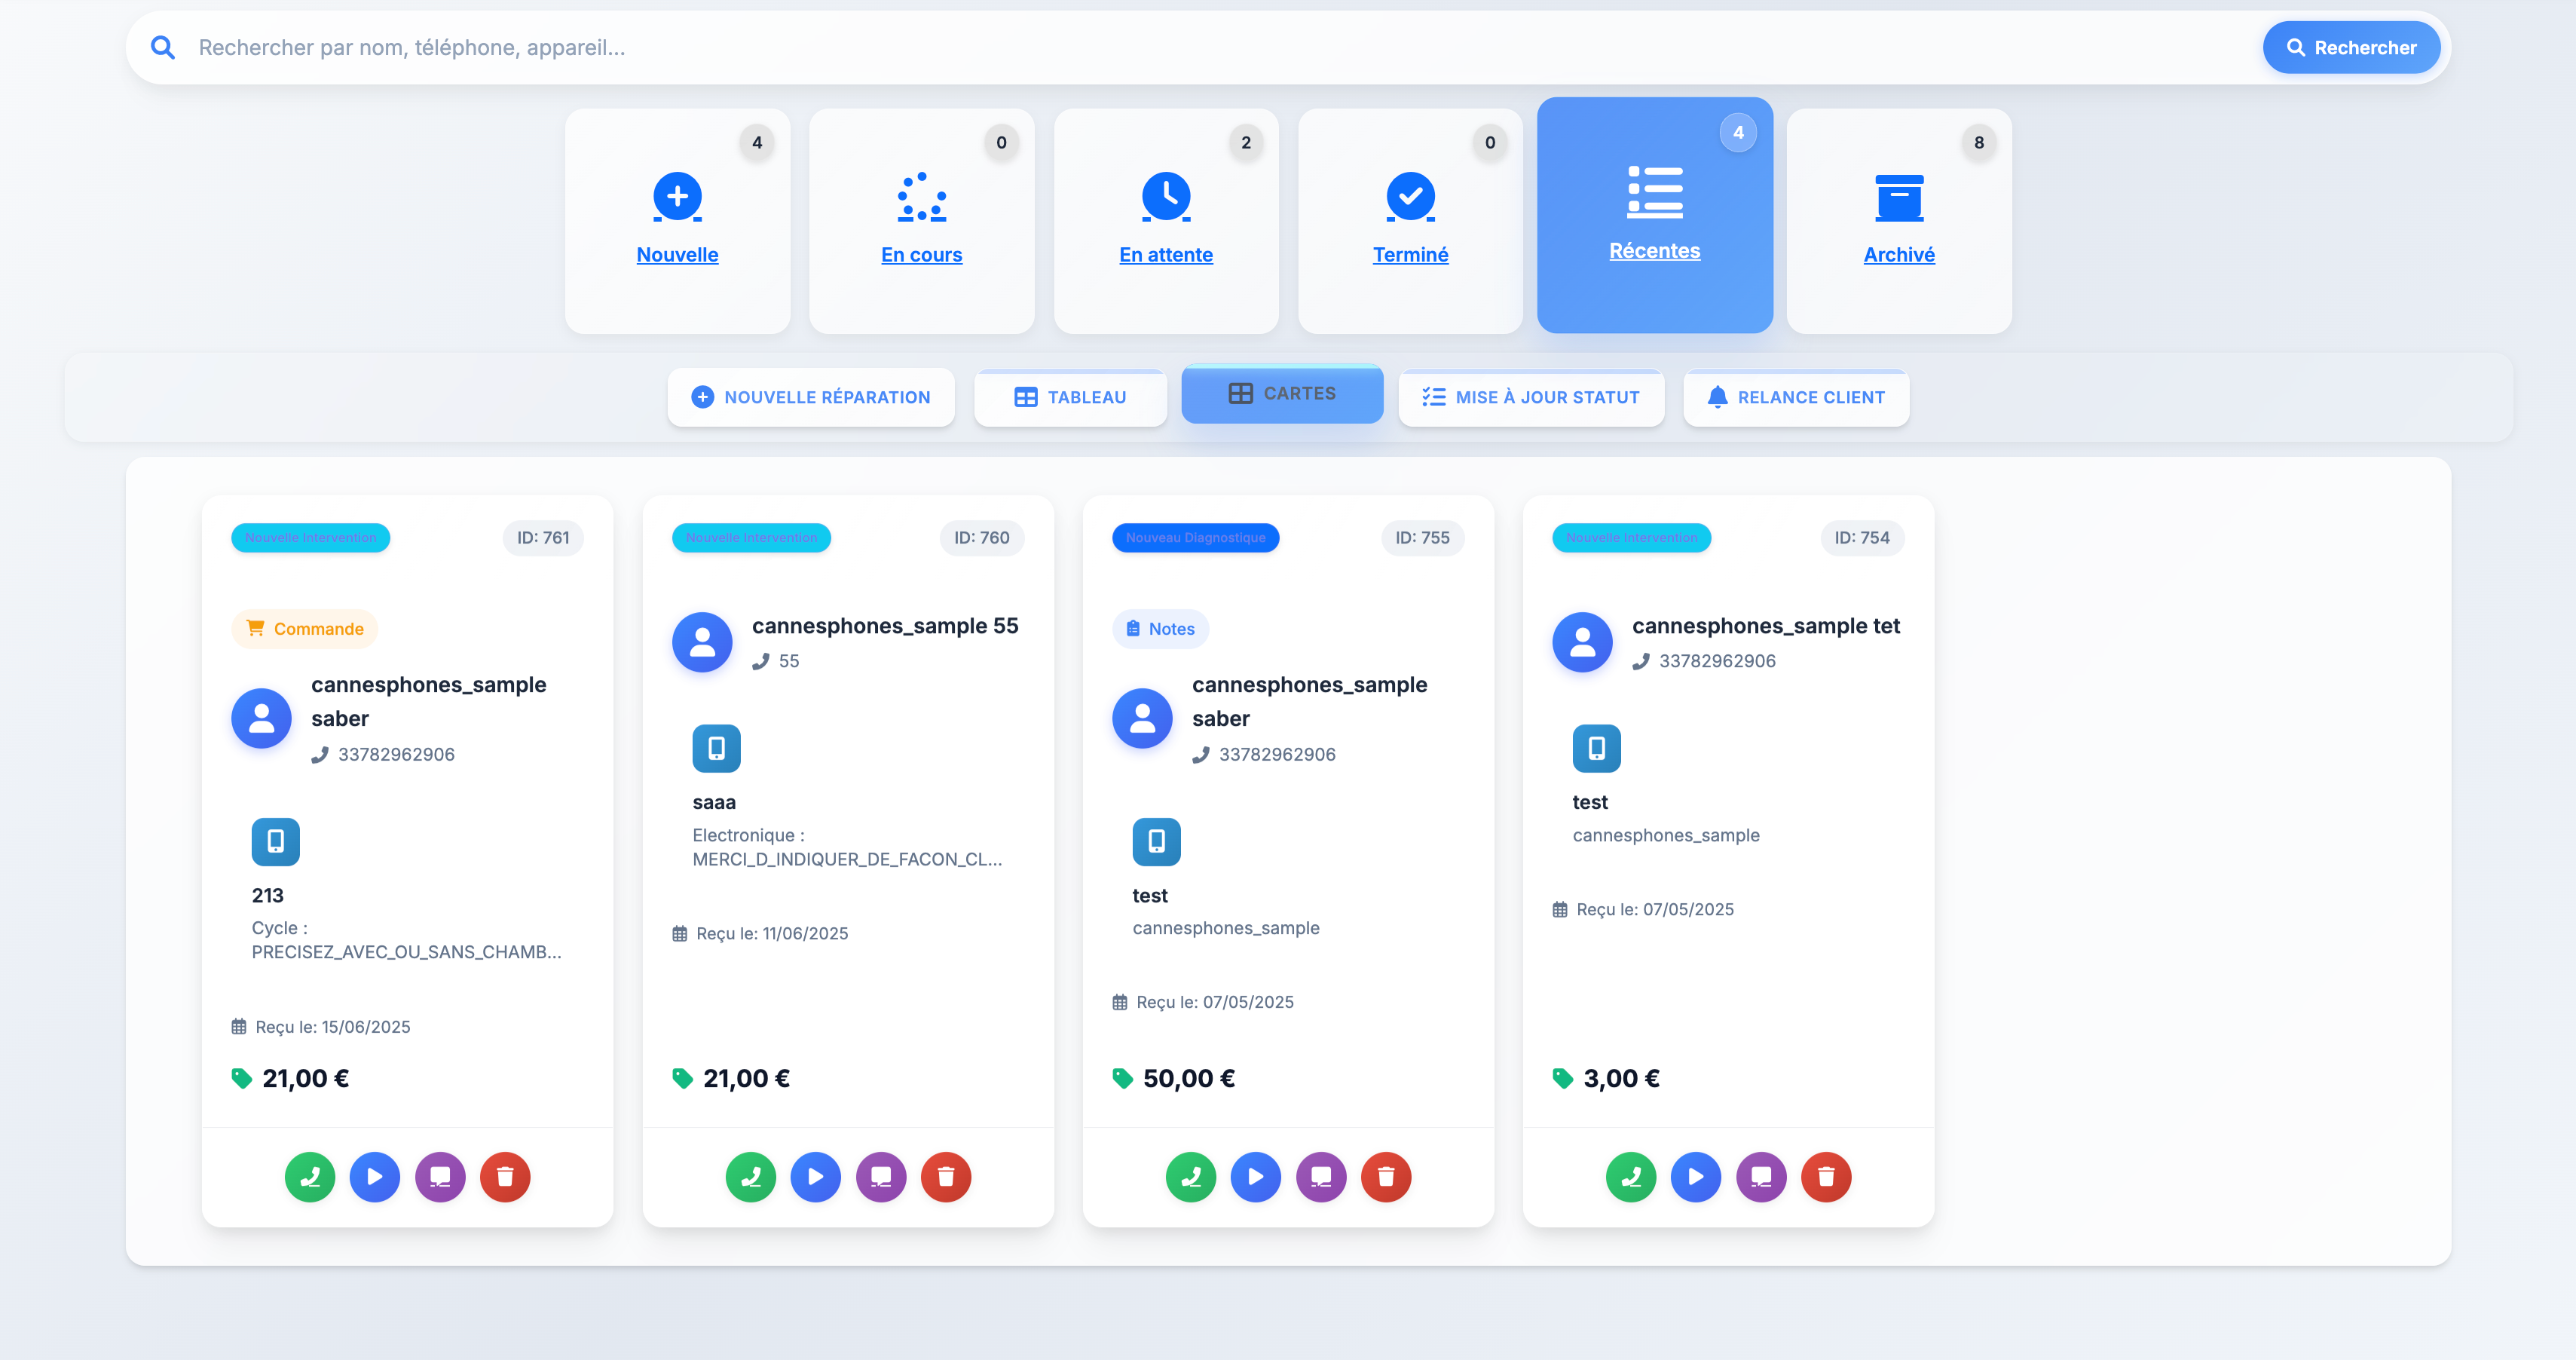 Rechercher par nom, téléphone, appareil...
Rechercher
4
Nouvelle
0
En cours
2
En attente
0
Terminé
4
Récentes
8
Archivé
NOUVELLE RÉPARATION
TABLEAU
CARTES
MISE À JOUR STATUT
RELANCE CLIENT
Nouvelle Intervention
ID: 761
Commande
cannesphones_sample
saber
33782962906
213
Cycle :
PRECISEZ_AVEC_OU_SANS_CHAMB...
Reçu le: 15/06/2025
21,00 €
Nouvelle Intervention
ID: 760
cannesphones_sample 55
55
saaa
Electronique :
MERCI_D_INDIQUER_DE_FACON_CL...
Reçu le: 11/06/2025
21,00 €
Nouveau Diagnostique
ID: 755
Notes
cannesphones_sample
saber
33782962906
test
cannesphones_sample
Reçu le: 07/05/2025
50,00 €
Nouvelle Intervention
ID: 754
cannesphones_sample tet
33782962906
test
cannesphones_sample
Reçu le: 07/05/2025
3,00 €